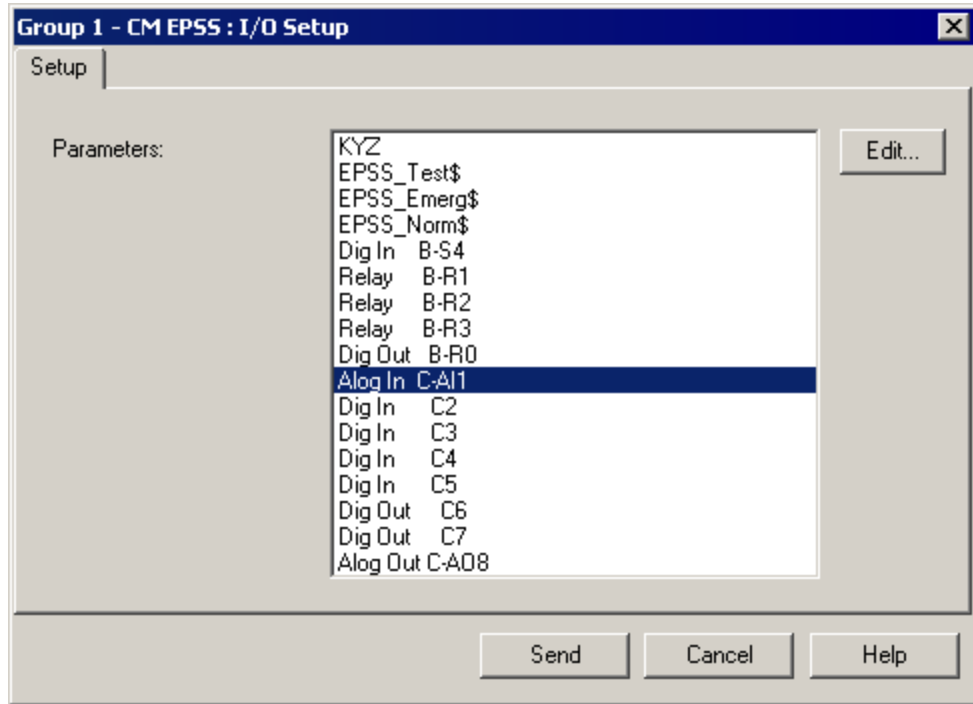 Group 1 - CM EPSS : I/O Setup
Setup
Parameters:
KYZ
EPSS_Test$
EPSS_Emerg$
EPSS_Norm$
Dig In B-S4
Relay B-R1
Relay B-R2
Relay B-R3
Dig Out B-R0
Alog In C-AI1
Dig In C2
Dig In C3
Dig In C4
Dig In C5
Dig Out C6
Dig Out C7
Alog Out C-AO8
Edit...
Send Cancel Help